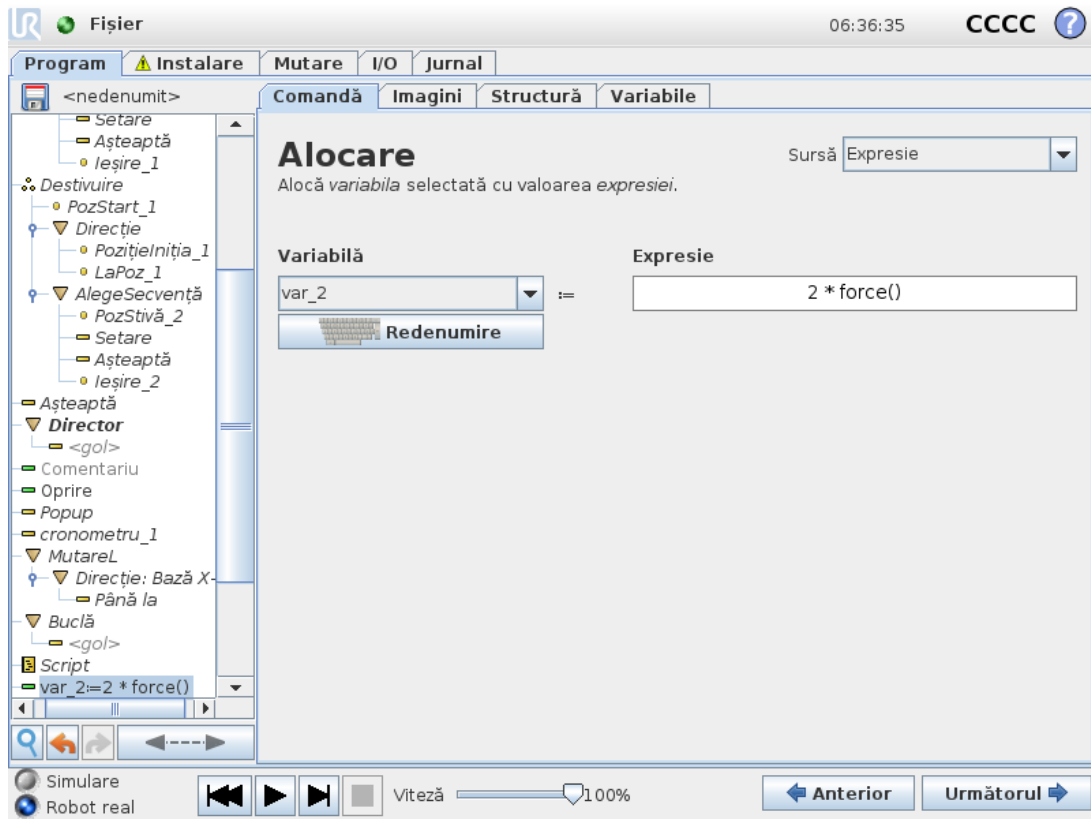 UR Fișier 06:36:35 CCCC ?
Program Instalare Mutare I/O Jurnal
<nedenumit>
Comandă Imagini Structură Variabile
Setare
Așteaptă
Ieșire_1
Destivuire
PozStart_1
Direcție
PozițieIniția_1
LaPoz_1
AlegeSecvență
PozStivă_2
Setare
Așteaptă
Ieșire_2
Așteaptă
Director
<gol>
Comentariu
Oprire
Popup
cronometru_1
MutareL
Direcție: Bază X-
Până la
Buclă
<gol>
Script
var_2:=2 * force()
Alocare
Sursă Expresie
Alocă variabila selectată cu valoarea expresiei.
Variabilă Expresie
var_2 := 2 * force()
Redenumire
Simulare
Robot real
Viteză 100%
Anterior Următorul